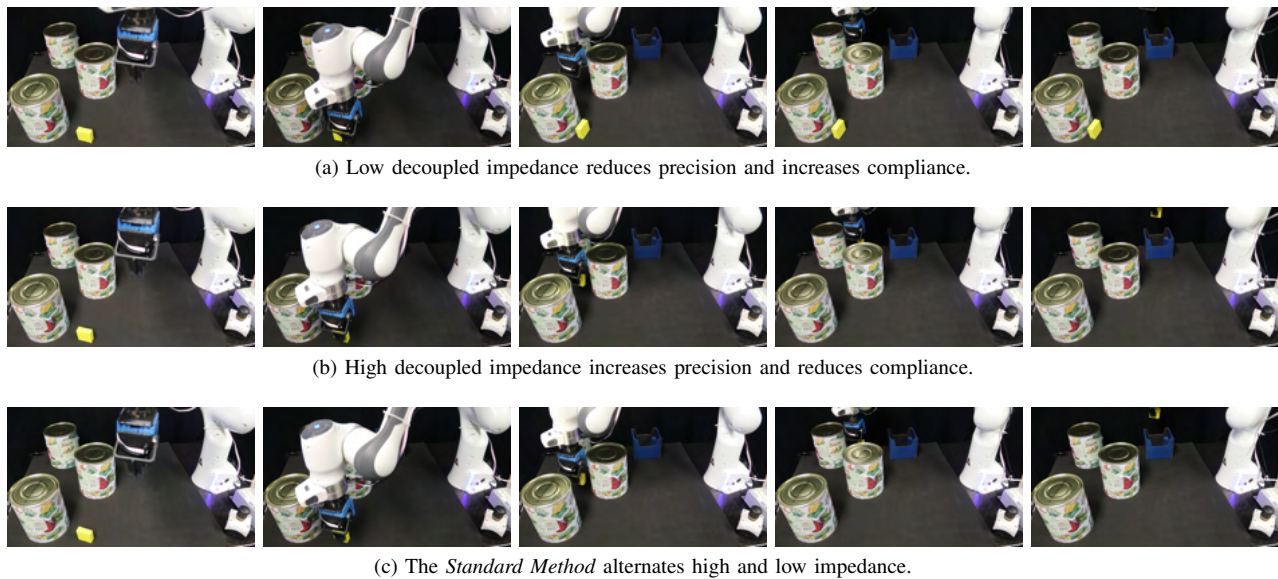 (a) Low decoupled impedance reduces precision and increases compliance.
(b) High decoupled impedance increases precision and reduces compliance.
(c) The Standard Method alternates high and low impedance.